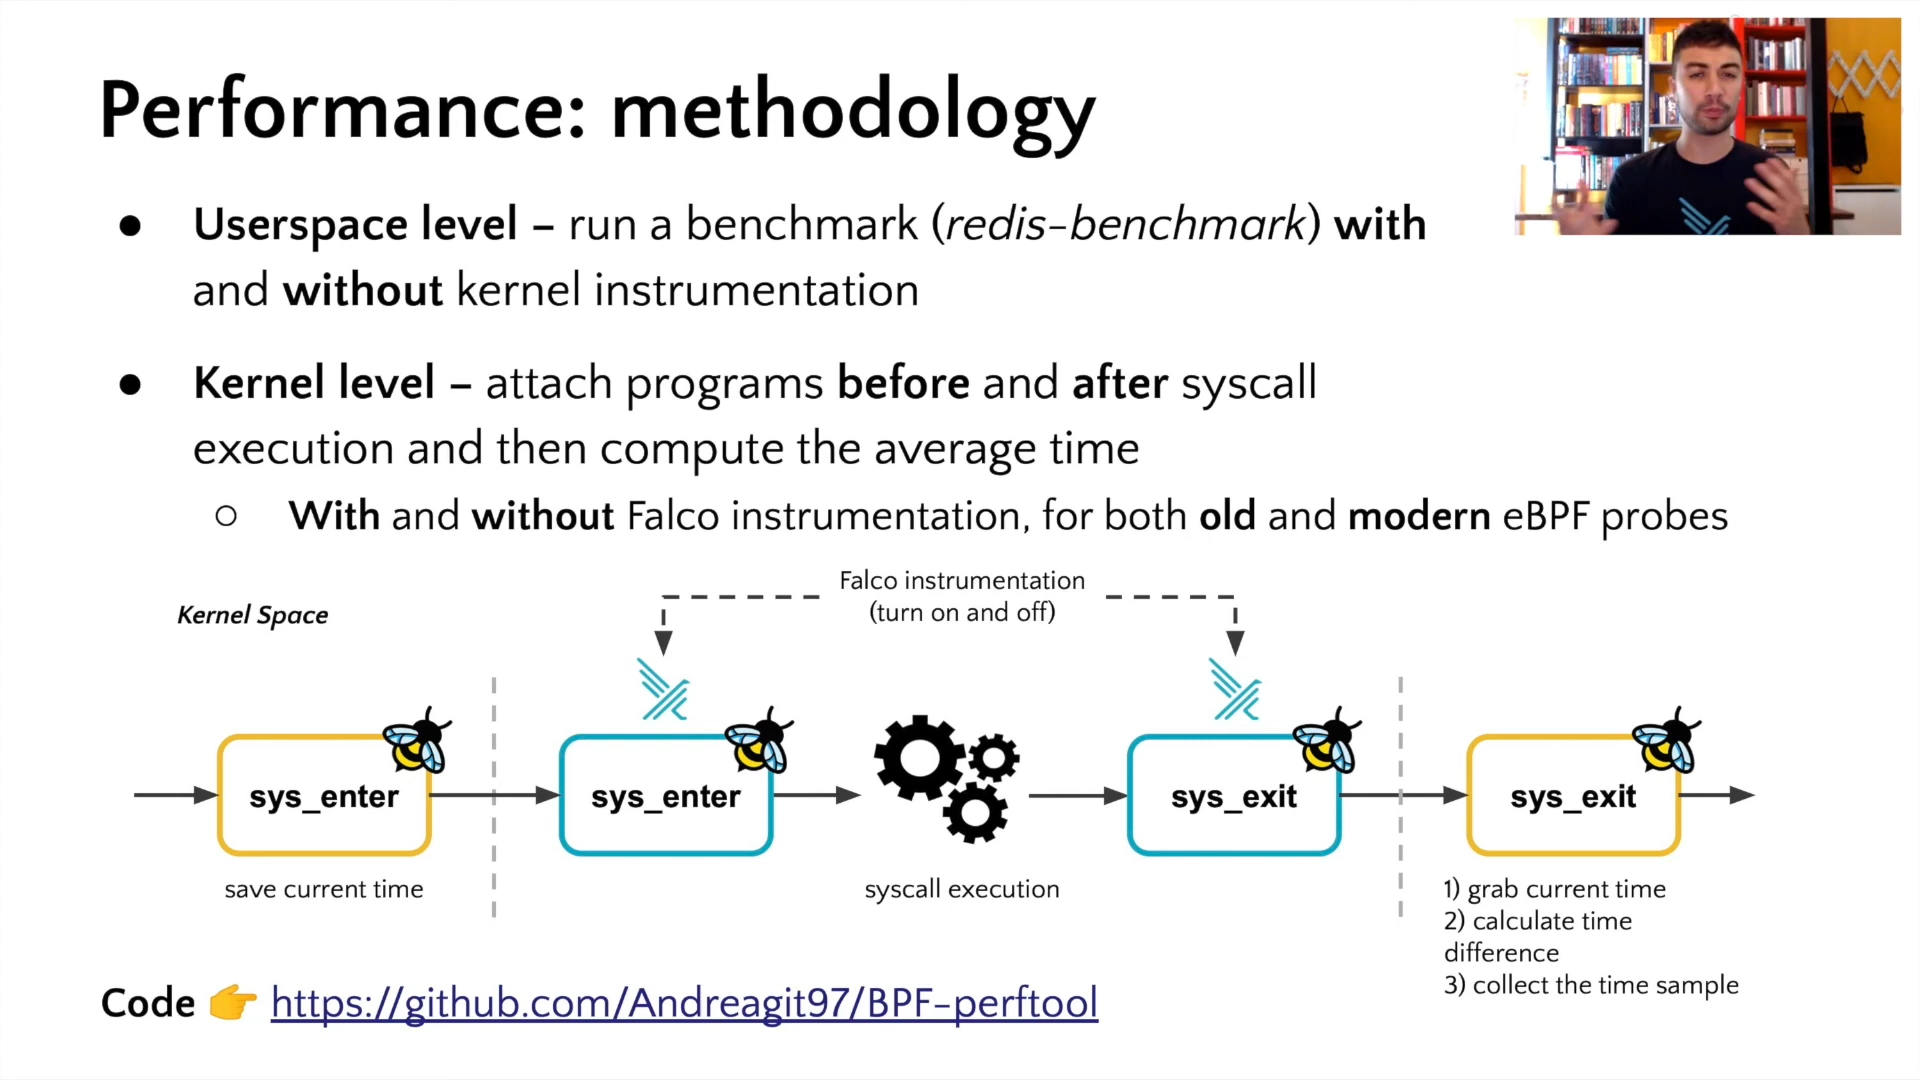 Performance: methodology
● Userspace level – run a benchmark (redis-benchmark) with
and without kernel instrumentation
● Kernel level – attach programs before and after syscall
execution and then compute the average time
○ With and without Falco instrumentation, for both old and modern eBPF probes
Falco instrumentation
(turn on and off)
Kernel Space
sys_enter
sys_enter
sys_exit
sys_exit
save current time
syscall execution
1) grab current time
2) calculate time
difference
3) collect the time sample
Code 👉 https://github.com/Andreagit97/BPF-perftool